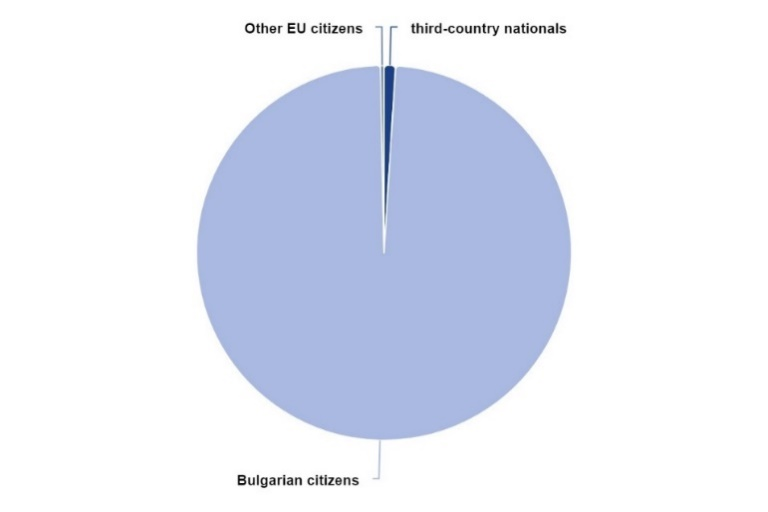 Other EU citizens
third-country nationals
Bulgarian citizens